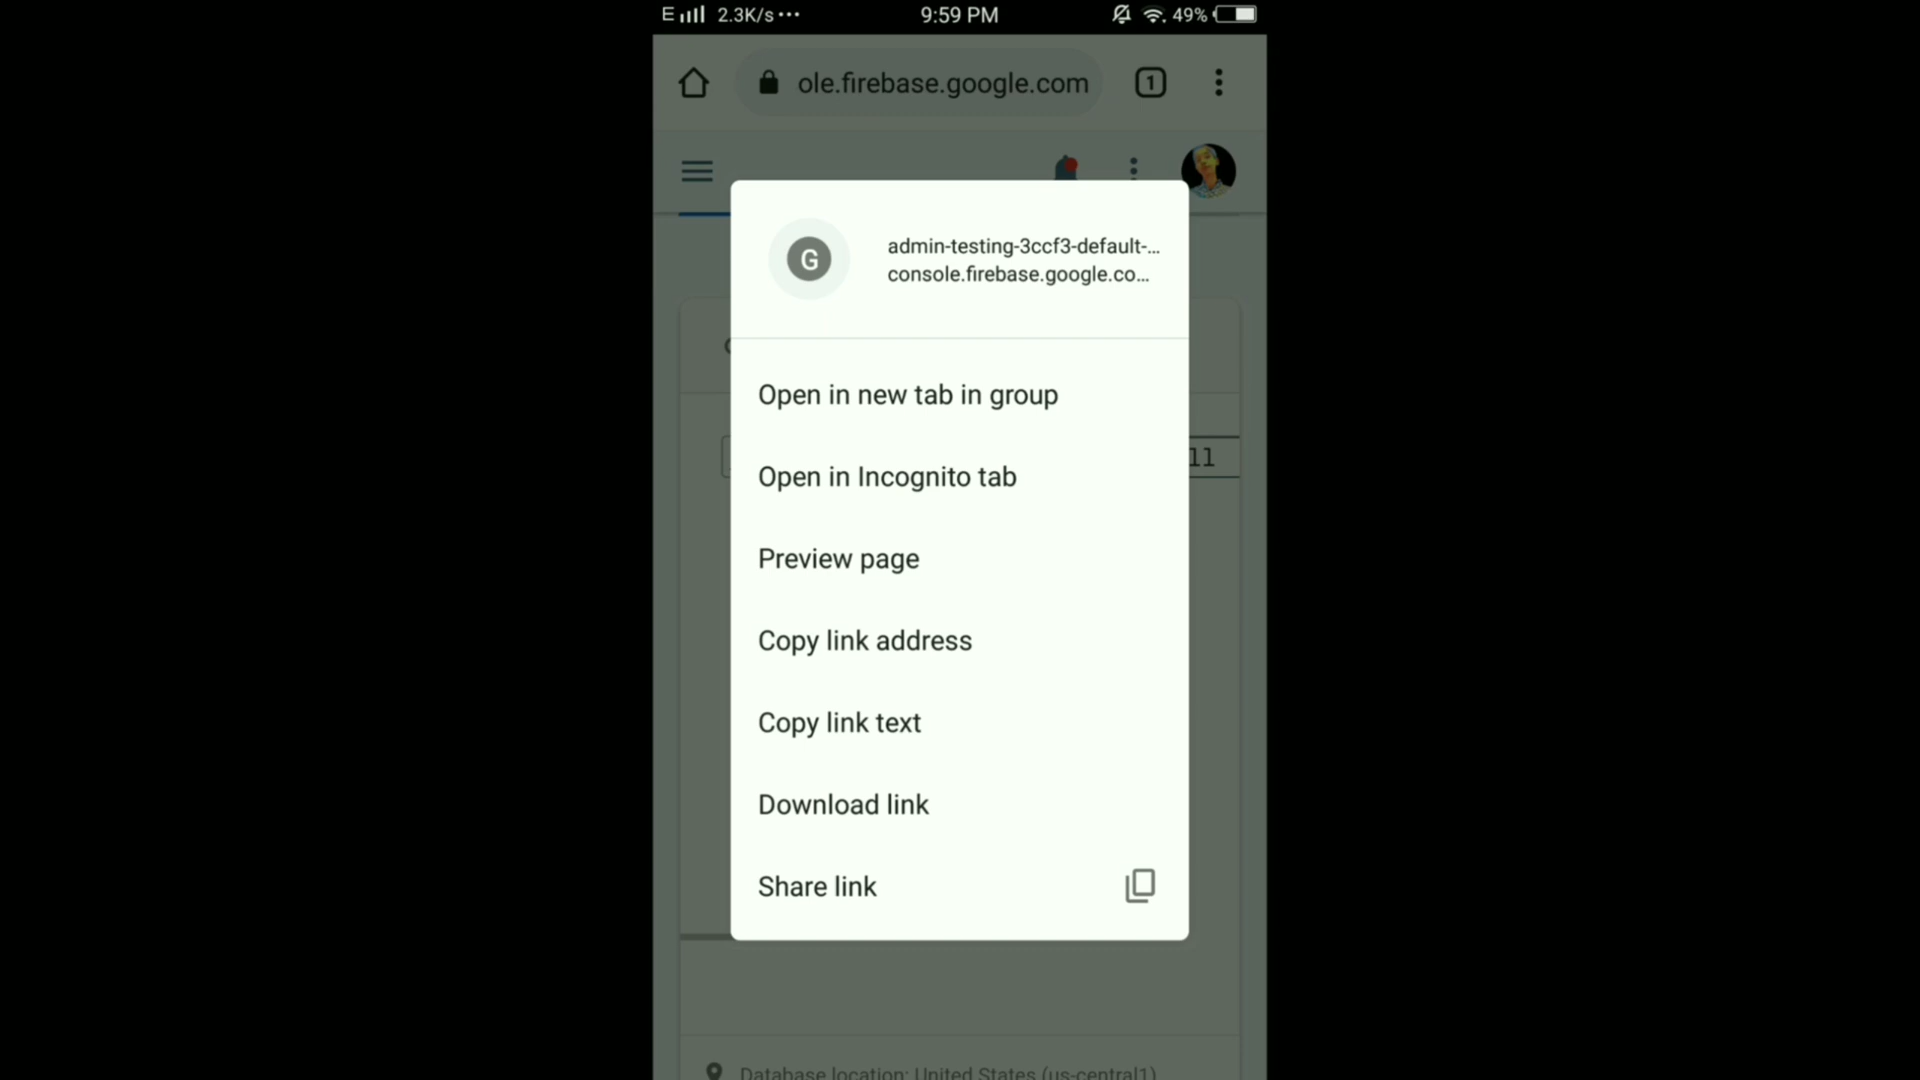 E 2.3K/s... 9:59 PM 49%
ole.firebase.google.com 1
G
admin-testing-3ccf3-default-...
console.firebase.google.co...
Open in new tab in group
ll
Open in Incognito tab
Preview page
Copy link address
Copy link text
Download link
Share link
Database location: United States (us-central1)